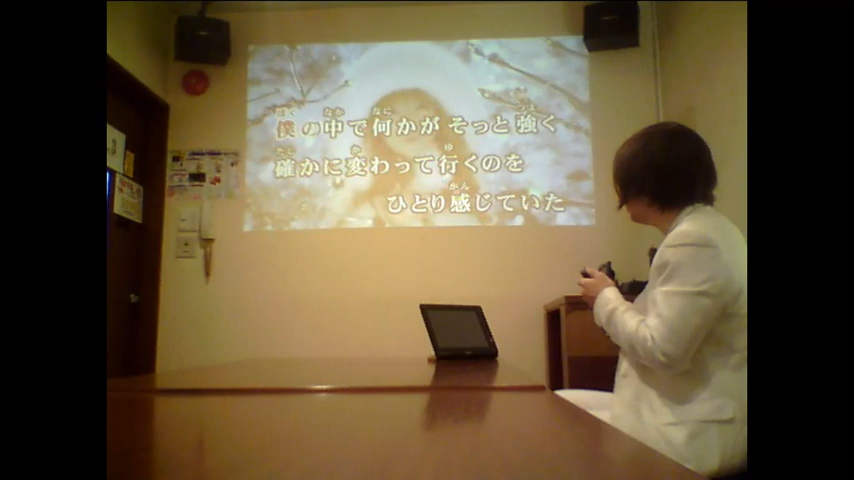 僕の中で何かがそっと強く
確かに変わって行くのを
ひとり感じていた